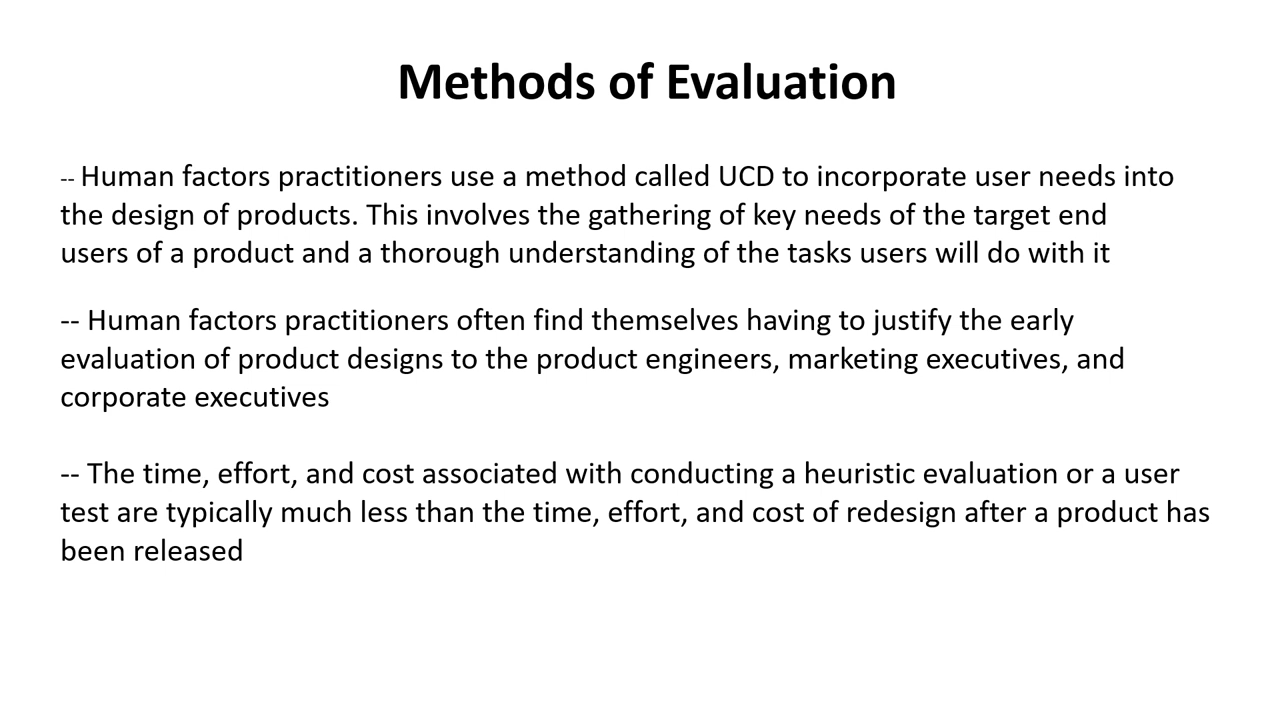 Methods of Evaluation
-- Human factors practitioners use a method called UCD to incorporate user needs into
the design of products. This involves the gathering of key needs of the target end
users of a product and a thorough understanding of the tasks users will do with it
-- Human factors practitioners often find themselves having to justify the early
evaluation of product designs to the product engineers, marketing executives, and
corporate executives
-- The time, effort, and cost associated with conducting a heuristic evaluation or a user
test are typically much less than the time, effort, and cost of redesign after a product has
been released